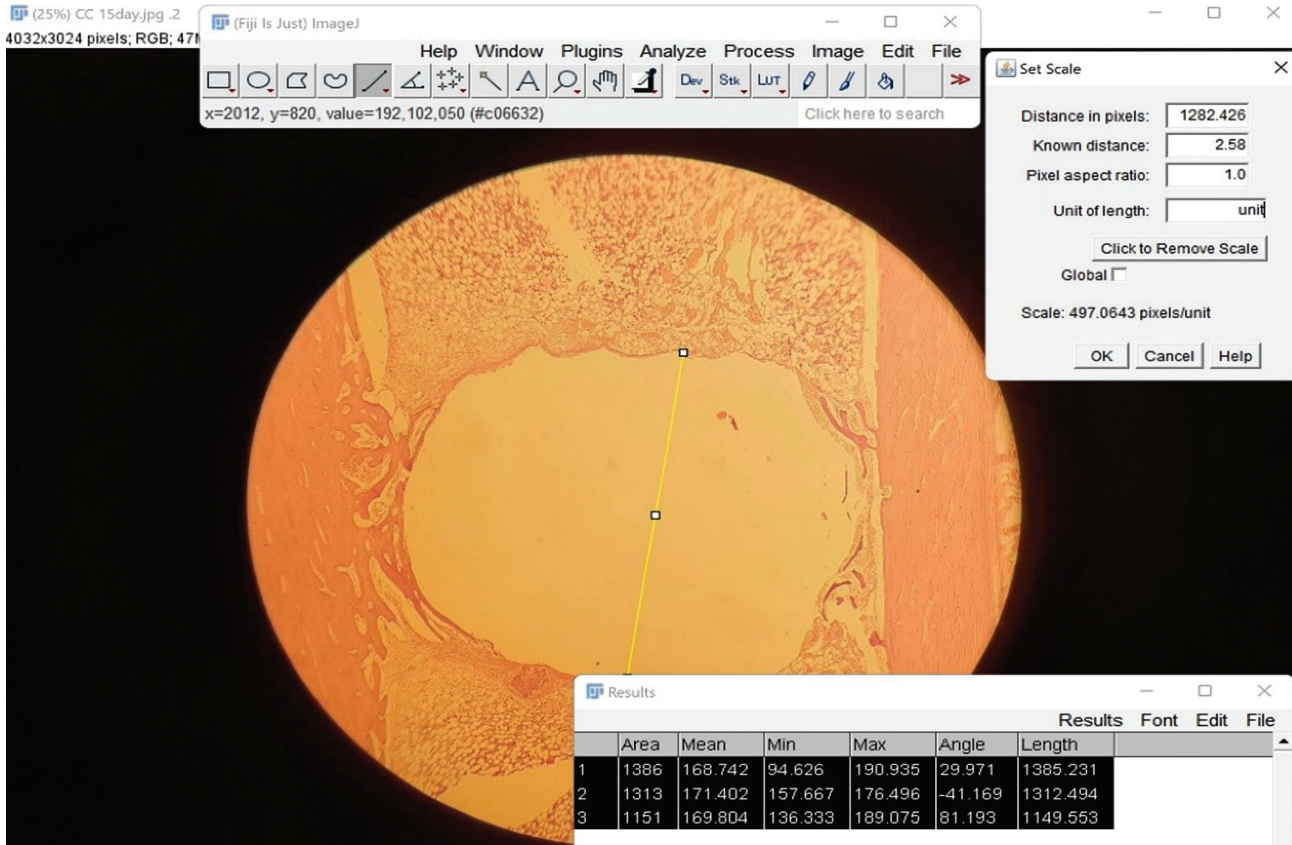 (25%) CC 15day.jpg .2
4032x3024 pixels; RGB; 47
(Fiji Is Just) ImageJ
Help Window Plugins Analyze Process Image Edit File
Dev Stk LUT
x=2012, y=820, value=192,102,050 (#c06632)
Click here to search
Set Scale
Distance in pixels: 1282.426
Known distance: 2.58
Pixel aspect ratio: 1.0
Unit of length: unit
Click to Remove Scale
Global
Scale: 497.0643 pixels/unit
OK Cancel Help
Results
Results Font Edit File
Area Mean Min Max Angle Length
1 1386 168.742 94.626 190.935 29.971 1385.231
2 1313 171.402 157.667 176.496 -41.169 1312.494
3 1151 169.804 136.333 189.075 81.193 1149.553